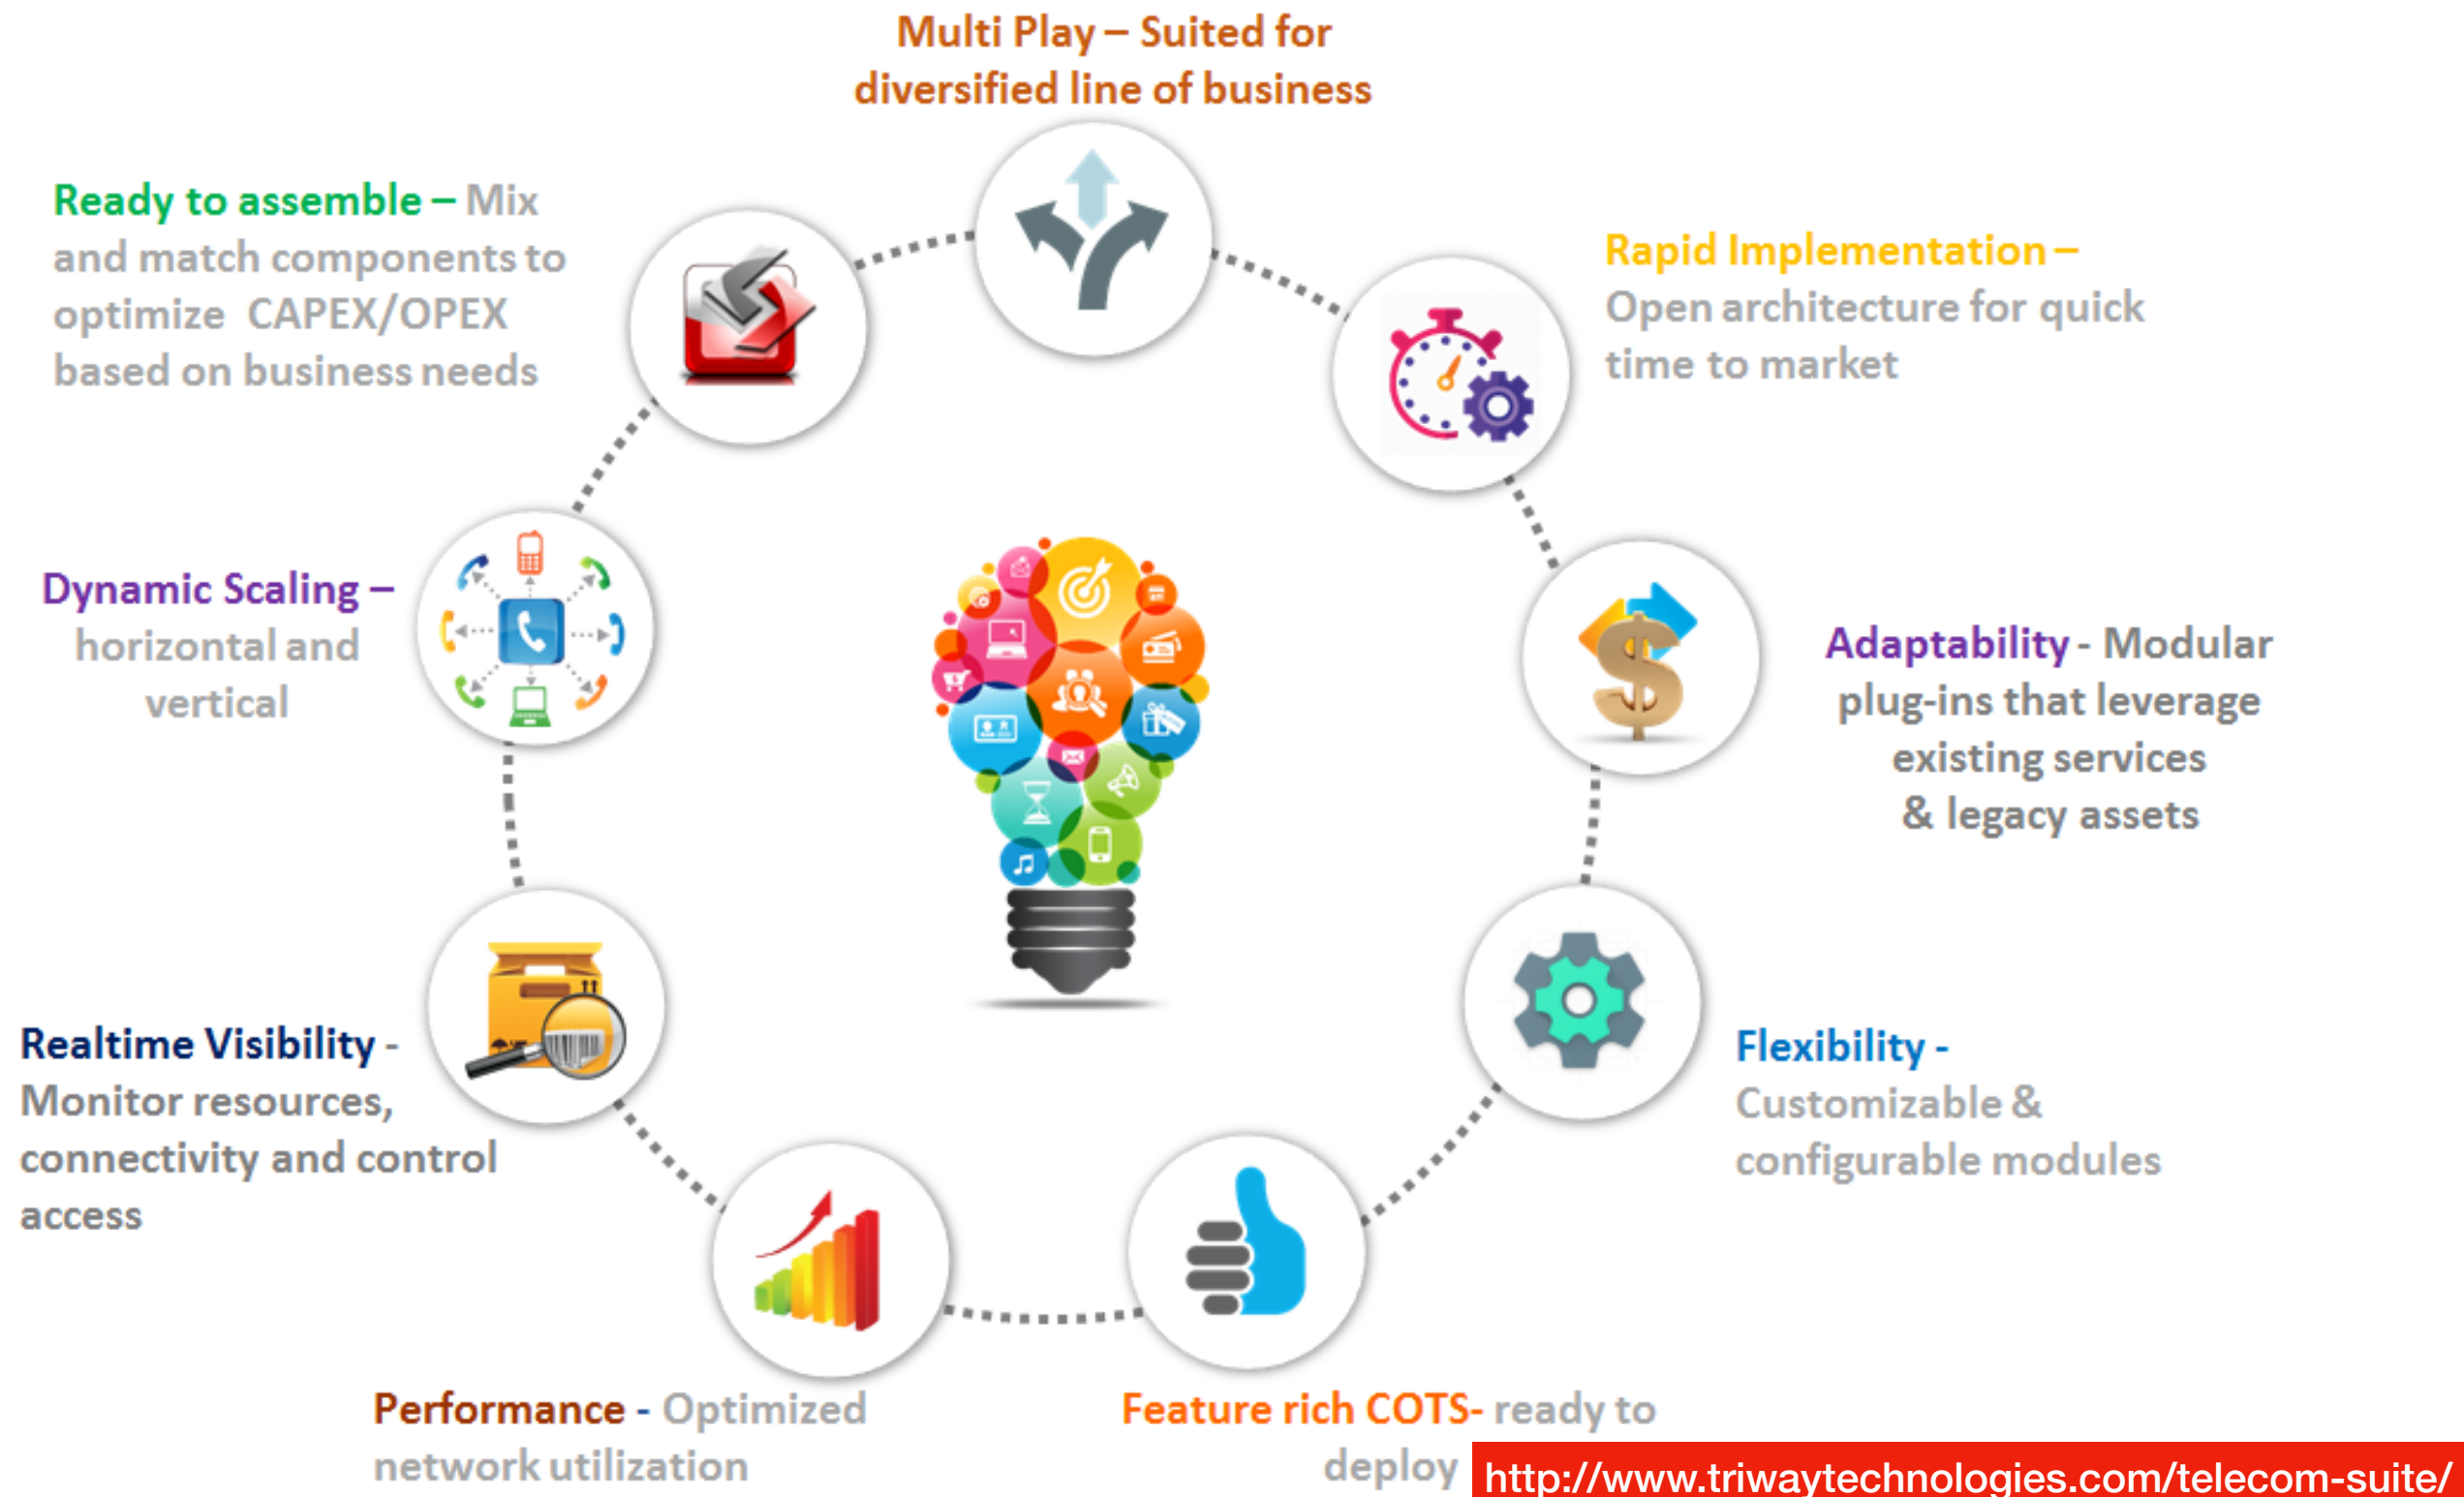 Multi Play – Suited for
diversified line of business
Ready to assemble – Mix
and match components to
optimize CAPEX/OPEX
based on business needs
Rapid Implementation –
Open architecture for quick
time to market
Dynamic Scaling –
horizontal and
vertical
Adaptability - Modular
plug-ins that leverage
existing services
& legacy assets
Realtime Visibility -
Monitor resources,
connectivity and control
access
Flexibility -
Customizable &
configurable modules
Performance - Optimized
network utilization
Feature rich COTS- ready to
deploy
http://www.triwaytechnologies.com/telecom-suite/